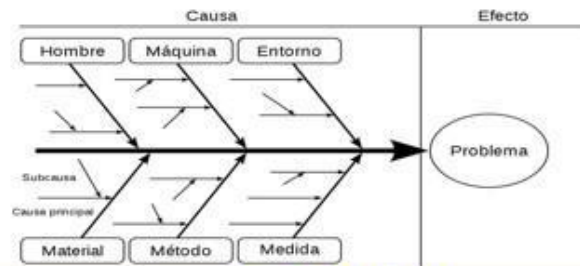 Causa Efecto
Hombre Máquina Entorno
Problema
Subcausa
Causa principal
Material Método Medida